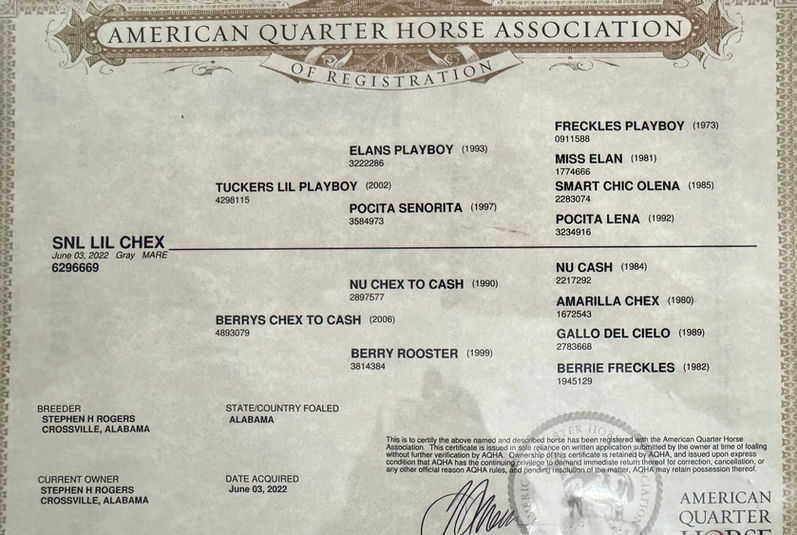 AMERICAN QUARTER HORSE ASSOCIATION
OF REGISTRATION
FRECKLES PLAYBOY (1973)
0911588
ELANS PLAYBOY (1993)
3222286
MISS ELAN (1981)
1774666
TUCKERS LIL PLAYBOY (2002)
4298115
SMART CHIC OLENA (1985)
2283074
POCITA SENORITA (1997)
3584973
POCITA LENA (1992)
3234916
SNL LIL CHEX
June 03, 2022 Gray MARE
6296669
NU CASH (1984)
2217292
NU CHEX TO CASH (1990)
2897577
AMARILLA CHEX (1980)
1672543
BERRYS CHEX TO CASH (2006)
4893079
GALLO DEL CIELO (1989)
2783668
BERRY ROOSTER (1999)
3814384
BERRIE FRECKLES (1982)
1945129
BREEDER
STEPHEN H ROGERS
CROSSVILLE, ALABAMA
STATE/COUNTRY FOALED
ALABAMA
This is to certify the above named and described horse has been registered with the American Quarter Horse
Association. This certificate is issued in sole reliance on written application submitted by the owner at time of foaling
without further verification by AQHA. Ownership of this certificate is retained by AQHA, and issued upon express
condition that AQHA has the continuing privilege to demand immediate return thereof for correction, cancellation, or
any other official reason AQHA rules, and pending resolution of the matter, AQHA may retain possession thereof.
CURRENT OWNER
STEPHEN H ROGERS
CROSSVILLE, ALABAMA
DATE ACQUIRED
June 03, 2022
AMERICAN
QUARTER
HORSE